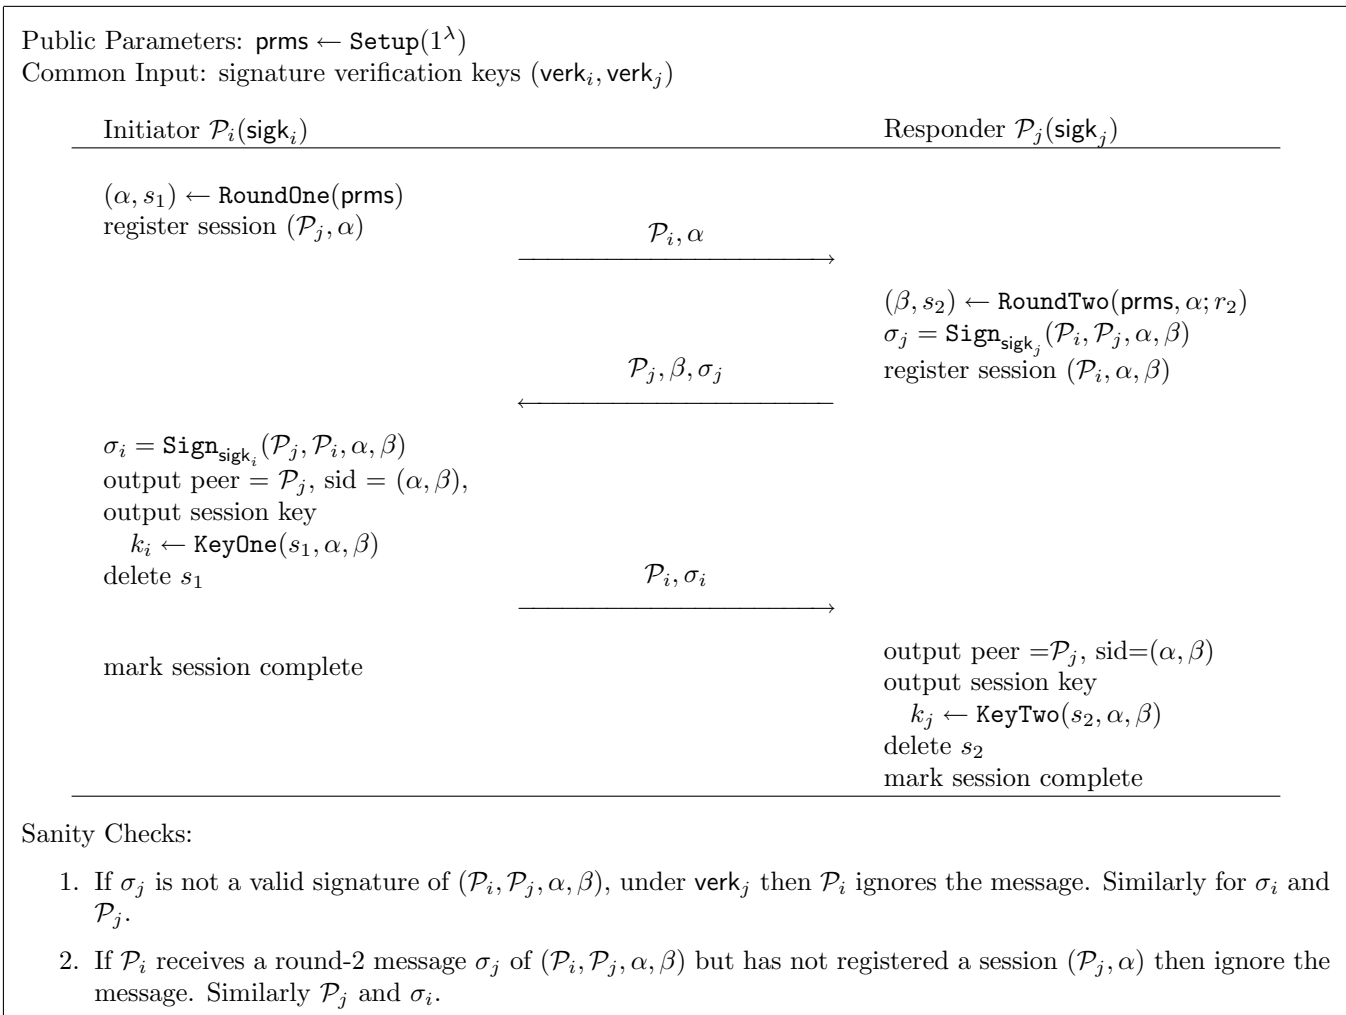 Public Parameters: prms ← Setup(1^λ)
Common Input: signature verification keys (verk_i, verk_j)
Initiator 𝒫_i(sigk_i)
Responder 𝒫_j(sigk_j)
(α, s_1) ← RoundOne(prms)
register session (𝒫_j, α)
𝒫_i, α
(β, s_2) ← RoundTwo(prms, α; r_2)
σ_j = Sign_{sigk_j}(𝒫_i, 𝒫_j, α, β)
register session (𝒫_i, α, β)
𝒫_j, β, σ_j
σ_i = Sign_{sigk_i}(𝒫_j, 𝒫_i, α, β)
output peer = 𝒫_j, sid = (α, β),
output session key
k_i ← KeyOne(s_1, α, β)
delete s_1
𝒫_i, σ_i
mark session complete
output peer =𝒫_j, sid=(α, β)
output session key
k_j ← KeyTwo(s_2, α, β)
delete s_2
mark session complete
Sanity Checks:
1. If σ_j is not a valid signature of (𝒫_i, 𝒫_j, α, β), under verk_j then 𝒫_i ignores the message. Similarly for σ_i and
𝒫_j.
2. If 𝒫_i receives a round-2 message σ_j of (𝒫_i, 𝒫_j, α, β) but has not registered a session (𝒫_j, α) then ignore the
message. Similarly 𝒫_j and σ_i.